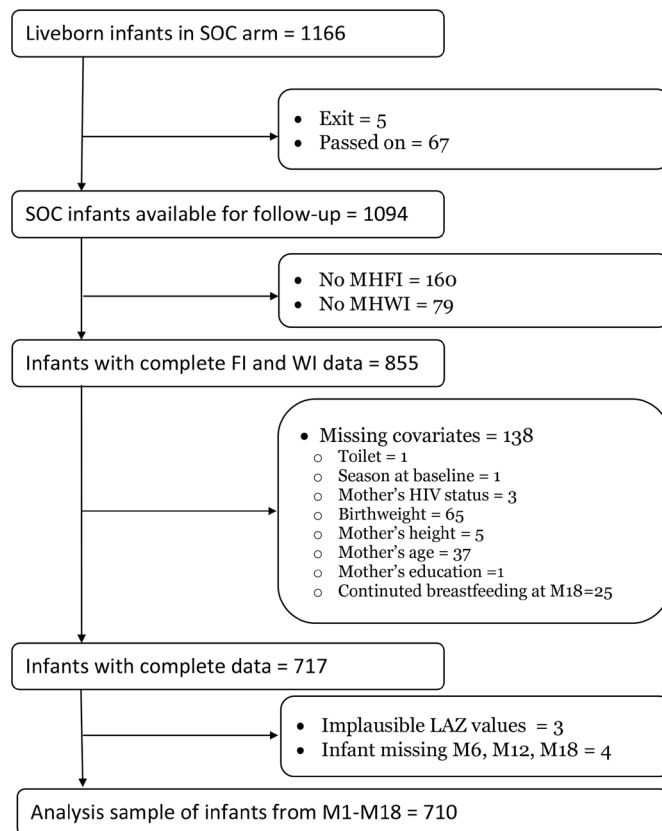 Liveborn infants in SOC arm = 1166
• Exit = 5
• Passed on = 67
SOC infants available for follow-up = 1094
• No MHFI = 160
• No MHWI = 79
Infants with complete FI and WI data = 855
• Missing covariates = 138
o Toilet = 1
o Season at baseline = 1
o Mother's HIV status = 3
o Birthweight = 65
o Mother's height = 5
o Mother's age = 37
o Mother's education =1
o Continuted breastfeeding at M18=25
Infants with complete data = 717
• Implausible LAZ values = 3
• Infant missing M6, M12, M18 = 4
Analysis sample of infants from M1-M18 = 710